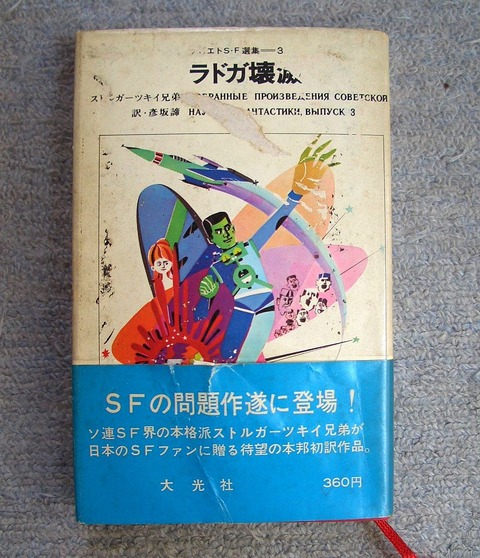 エトS・F選集=3
ラドガ壊滅
ストルガーツキイ兄弟 БРАННЫЕ ПРОИЗВЕДЕНИЯ СОВЕТСКОЙ
訳・彦坂諦 НАУ АНТАСТИКИ, ВЫПУСК 3
SFの問題作遂に登場!
ソ連SF界の本格派ストルガーツキイ兄弟が
日本のSFファンに贈る待望の本邦初訳作品。
大光社 360円